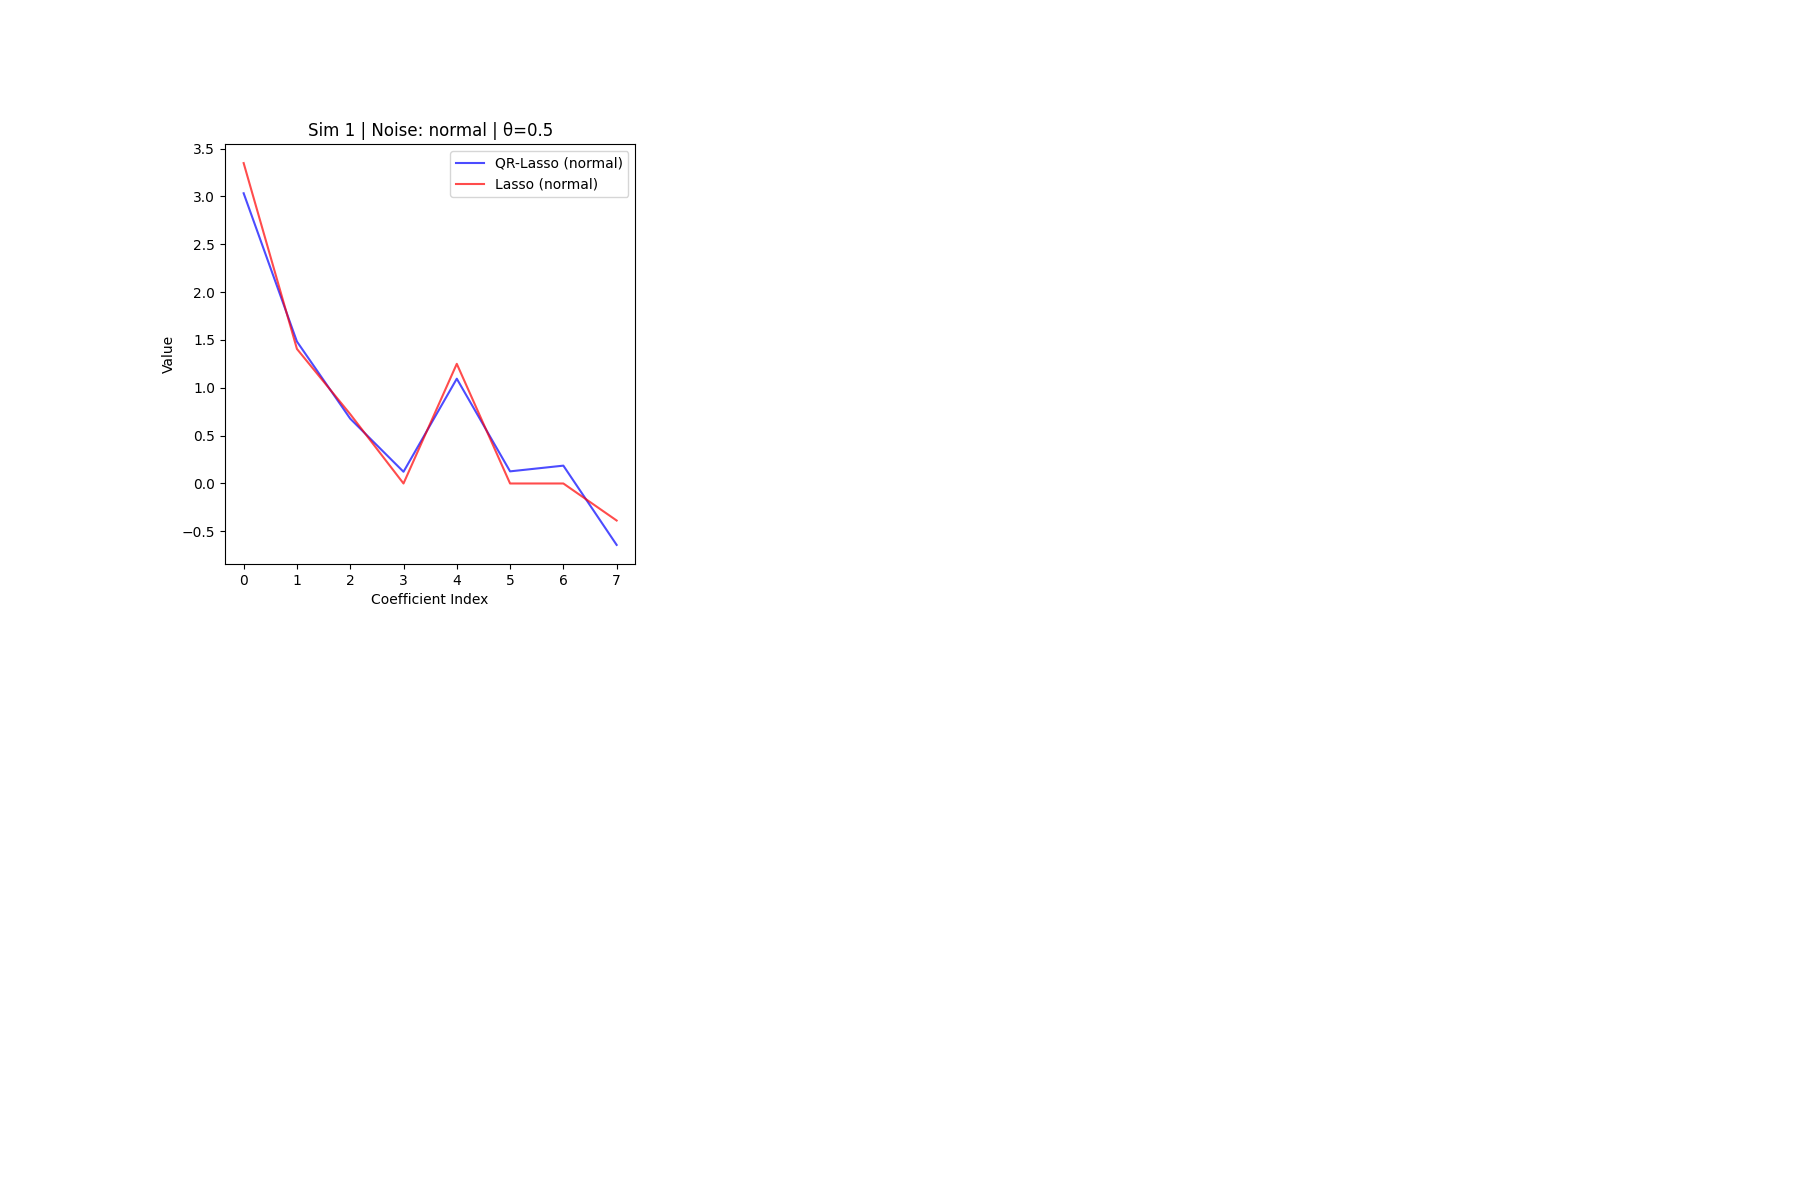 Sim 1 | Noise: normal | θ=0.5
QR-Lasso (normal)
Lasso (normal)
Value
3.5
3.0
2.5
2.0
1.5
1.0
0.5
0.0
−0.5
0 1 2 3 4 5 6 7
Coefficient Index